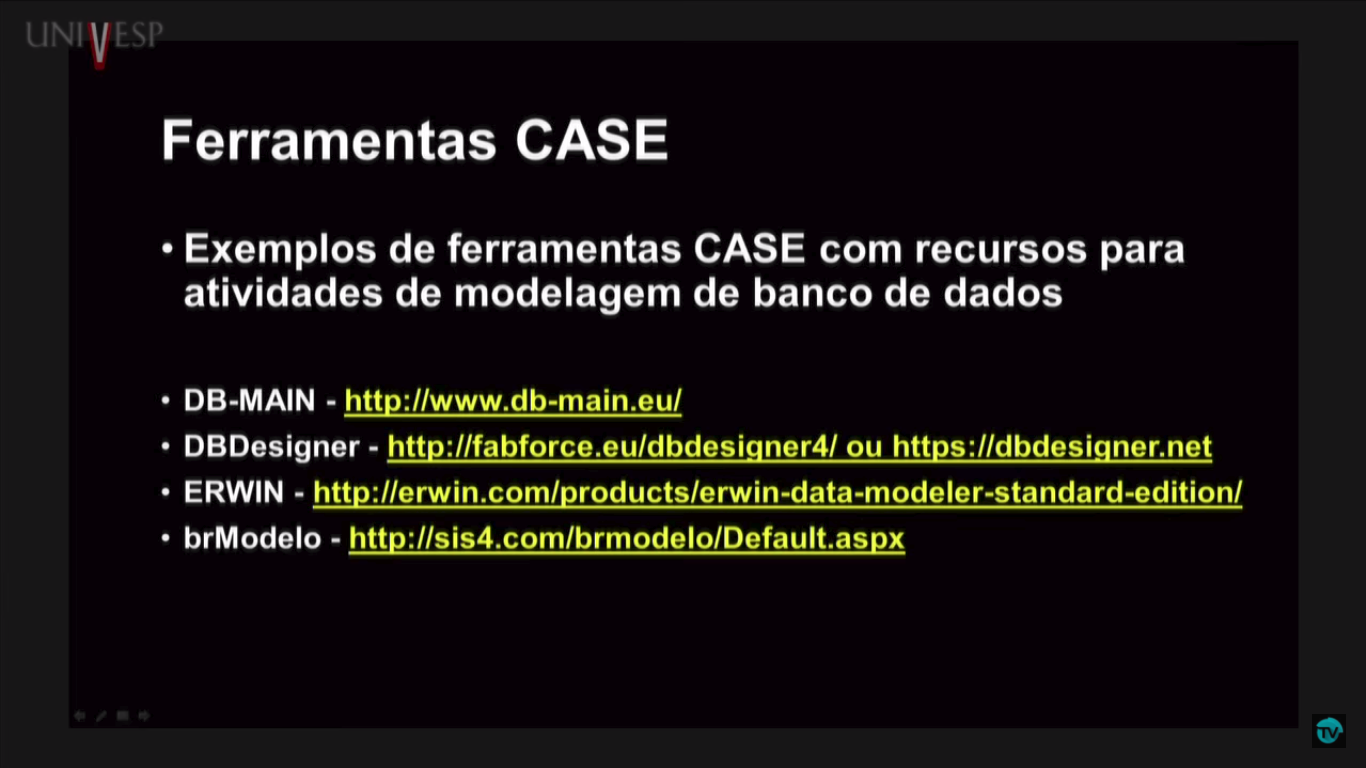 UNIVESP
Ferramentas CASE
• Exemplos de ferramentas CASE com recursos para
atividades de modelagem de banco de dados
• DB-MAIN - http://www.db-main.eu/
• DBDesigner - http://fabforce.eu/dbdesigner4/ ou https://dbdesigner.net
• ERWIN - http://erwin.com/products/erwin-data-modeler-standard-edition/
• brModelo - http://sis4.com/brmodelo/Default.aspx
TV